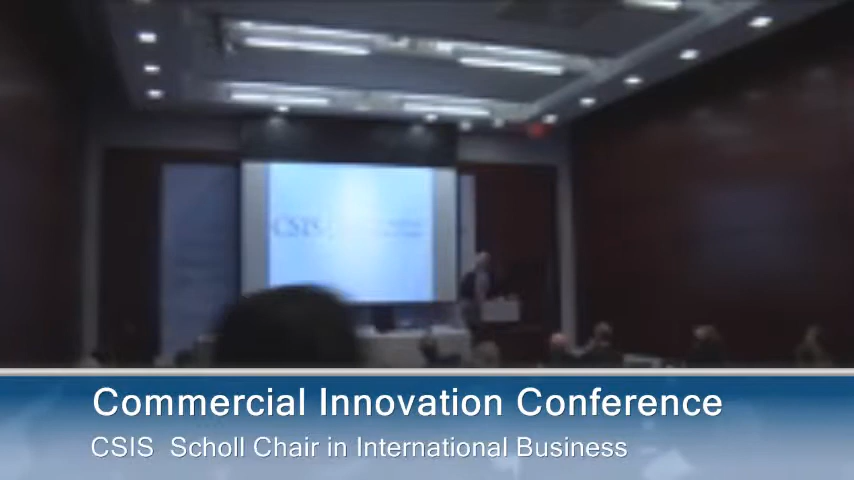 CSIS
Commercial Innovation Conference
CSIS Scholl Chair in International Business